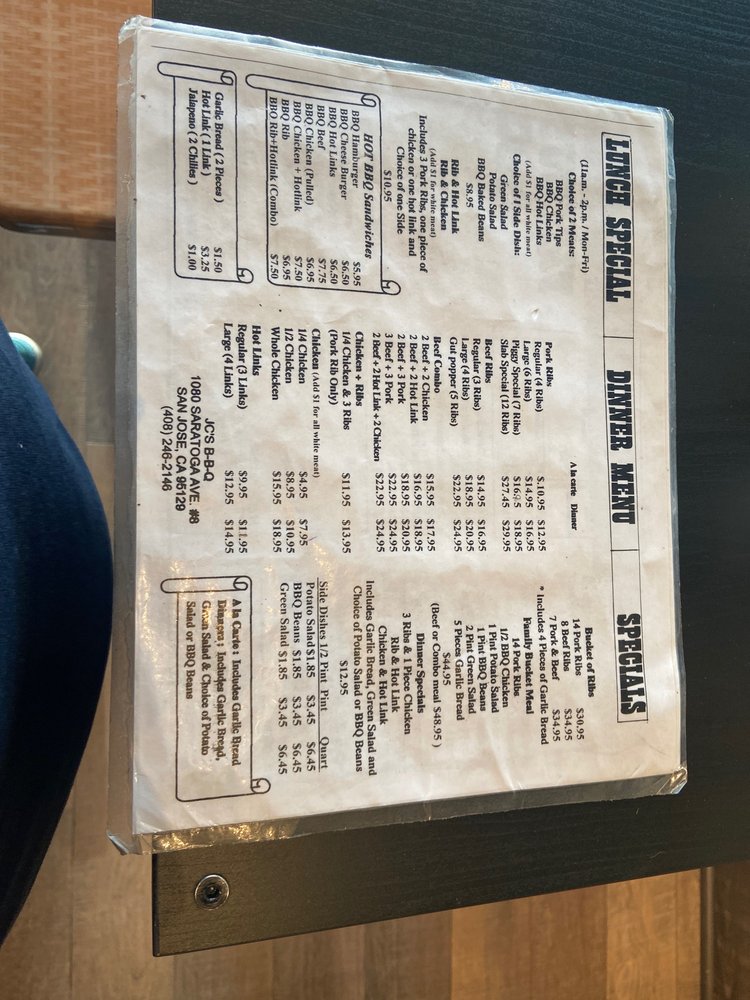 LUNCH SPECIAL
(11a.m. - 2p.m. / Mon-Fri)
Choice of 2 Meats:
BBQ Pork Tips
BBQ Chicken
BBQ Hot Links
(Add $1 for all white meat)
Choice of 1 Side Dish:
Green Salad
Potato Salad
BBQ Baked Beans
$8.95
Rib & Hot Link
Rib & Chicken
(Add $1 for white meat)
Includes 3 Pork Ribs, one piece of
chicken or one hot link and
Choice of one Side
$10.95
HOT BBQ Sandwiches
BBQ Hamburger $5.95
BBQ Cheese Burger $6.50
BBQ Hot Links $6.50
BBQ Beef $7.75
BBQ Chicken (Pulled) $6.95
BBQ Chicken + Hotlink $7.50
BBQ Rib $6.95
BBQ Rib+Hotlink (Combo) $7.50
Garlic Bread ( 2 Pieces ) $1.50
Hot Link ( 1 Link ) $3.25
Jalapeno ( 2 Chilies ) $1.00
DINNER MENU
A la carte Dinner
Pork Ribs
Regular (4 Ribs) $.10.95 $12.95
Large (6 Ribs) $14.95 $16.95
Piggy Special (7 Ribs) $18.95
Slab Special (12 Ribs) $27.45 $29.95
Beef Ribs
Regular (3 Ribs) $14.95 $16.95
Large (4 Ribs) $18.95 $20.95
Gut popper (5 Ribs) $22.95 $24.95
Beef Combo
2 Beef + 2 Chicken $15.95 $17.95
2 Beef + 2 Hot Link $16.95 $18.95
2 Beef + 3 Pork $18.95 $20.95
3 Beef + 3 Pork $22.95 $24.95
2 Beef + 2 Hot Link + 2 Chicken $22.95 $24.95
Chicken + Ribs
1/4 Chicken & 3 Ribs $11.95 $13.95
(Pork Rib Only)
Chicken (Add $1 for all white meat)
1/4 Chicken $4.95 $7.95
1/2 Chicken $8.95 $10.95
Whole Chicken $15.95 $18.95
Hot Links
Regular (3 Links) $9.95 $11.95
Large (4 Links) $12.95 $14.95
JC'S B-B-Q
1080 SARATOGA AVE. #8
SAN JOSE, CA 95129
(408) 246-2146
SPECIALS
Bucket of Ribs
14 Pork Ribs $30.95
8 Beef Ribs $34.95
7 Pork & Beef $34.95
* Includes 4 Pieces of Garlic Bread
Family Bucket Meal
14 Pork Ribs
1/2 BBQ Chicken
1 Pint Potato Salad
1 Pint BBQ Beans
2 Pint Green Salad
5 Pieces Garlic Bread
$44.95
(Beef or Combo meal $48.95 )
Dinner Specials
3 Ribs & 1 Piece Chicken
Rib & Hot Link
Chicken & Hot Link
Includes Garlic Bread, Green Salad and
Choice of Potato Salad or BBQ Beans
$12.95
Side Dishes 1/2 Pint Pint Quart
Potato Salad $1.85 $3.45 $6.45
BBQ Beans $1.85 $3.45 $6.45
Green Salad $1.85 $3.45 $6.45
A la Carte: Includes Garlic Bread
Dinners: Includes Garlic Bread,
Green Salad & Choice of Potato
Salad or BBQ Beans